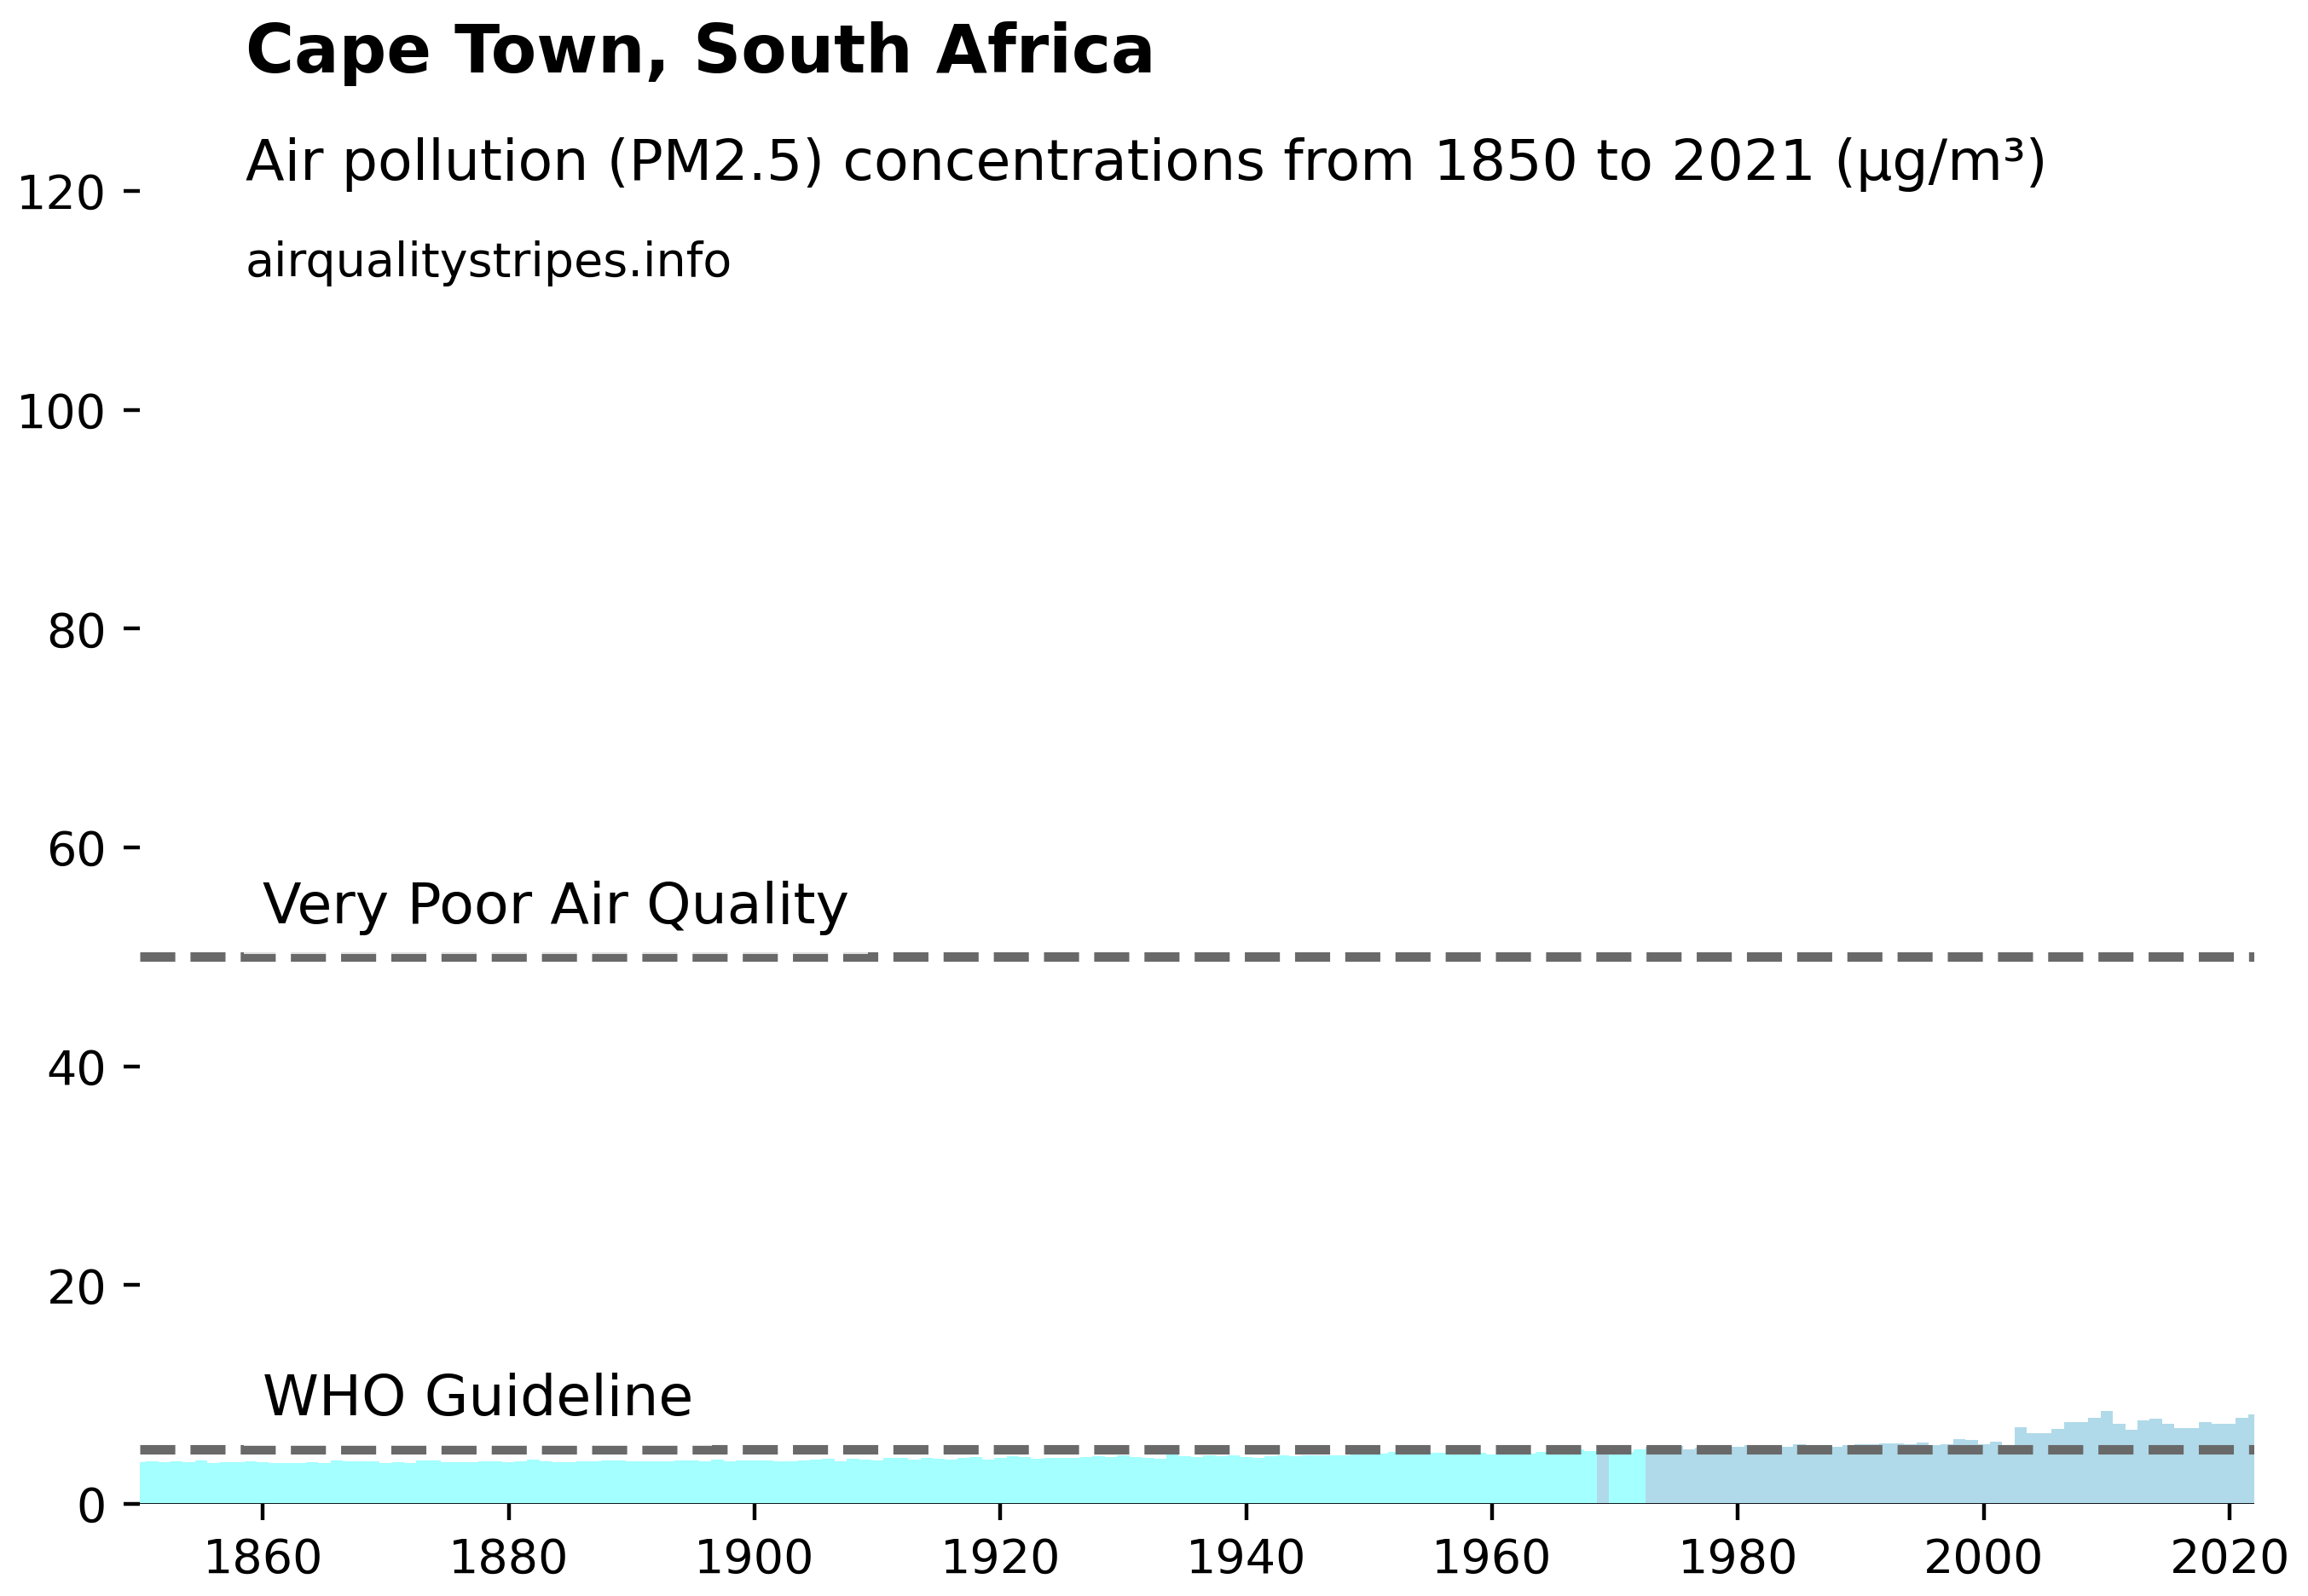 Cape Town, South Africa
Air pollution (PM2.5) concentrations from 1850 to 2021 (µg/m³)
airqualitystripes.info
120
100
80
60
Very Poor Air Quality
40
20
WHO Guideline
0
1860 1880 1900 1920 1940 1960 1980 2000 2020